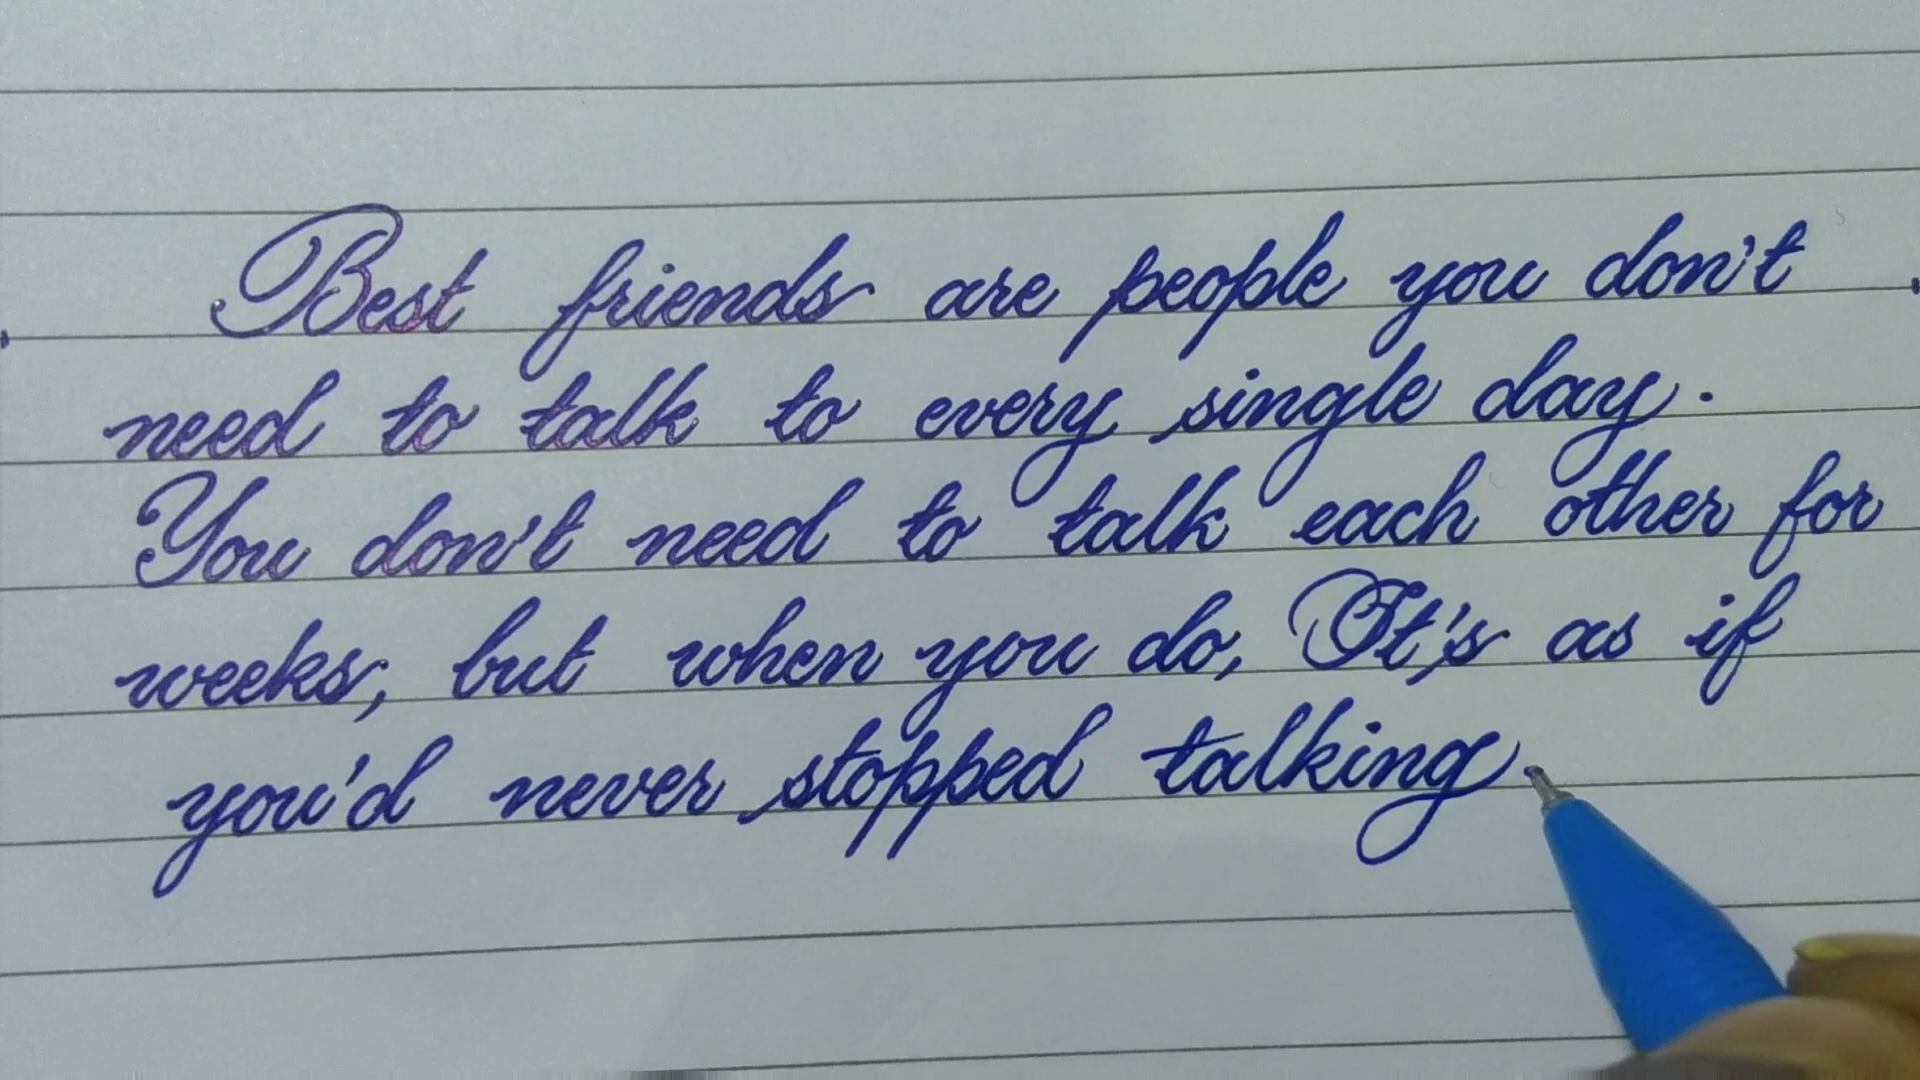 Best friends are people you don't
need to talk to every single day.
You don't need to talk each other for
weeks, but when you do, It's as if
you'd never stopped talking